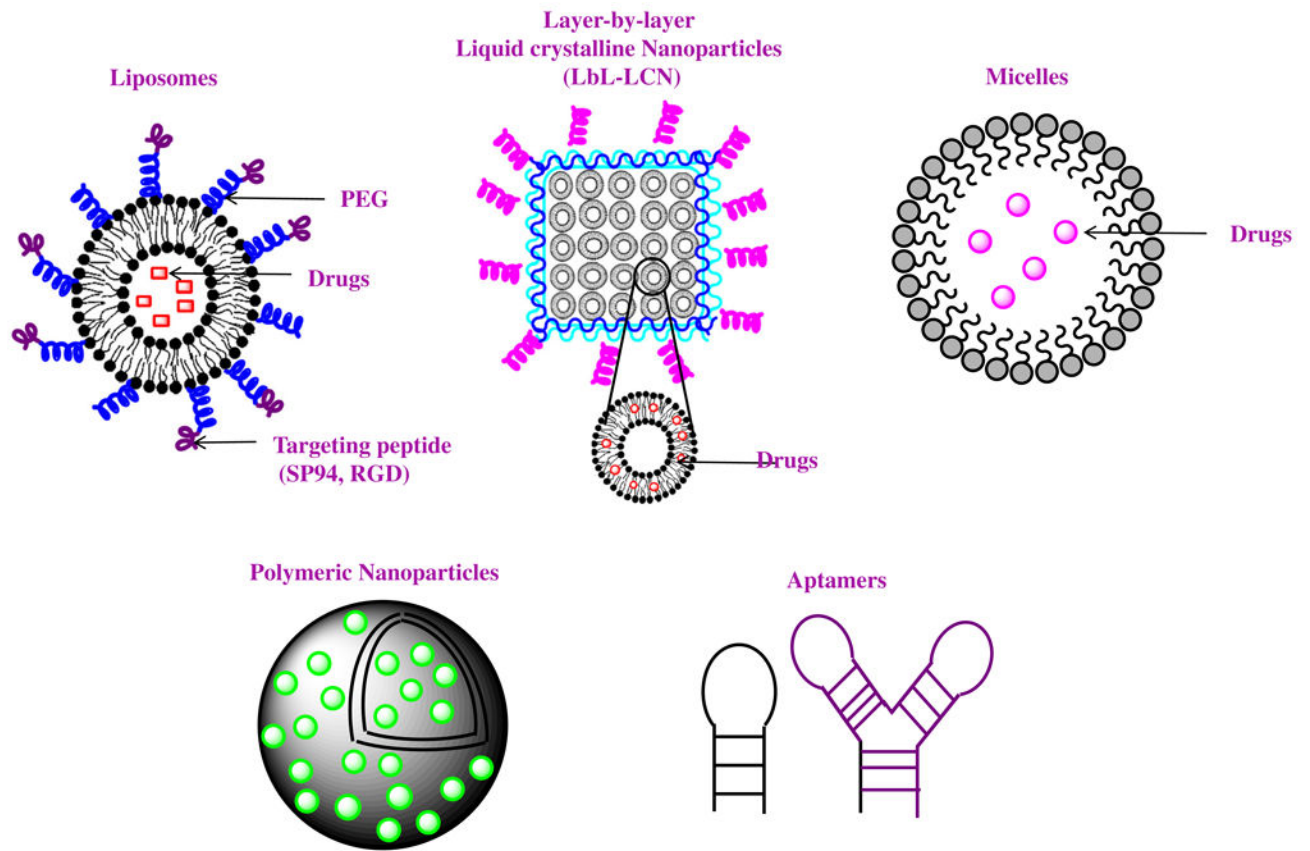 Layer-by-layer
Liquid crystalline Nanoparticles
(LbL-LCN)
Liposomes
Micelles
PEG
Drugs
Drugs
Targeting peptide
(SP94, RGD)
Drugs
Polymeric Nanoparticles
Aptamers